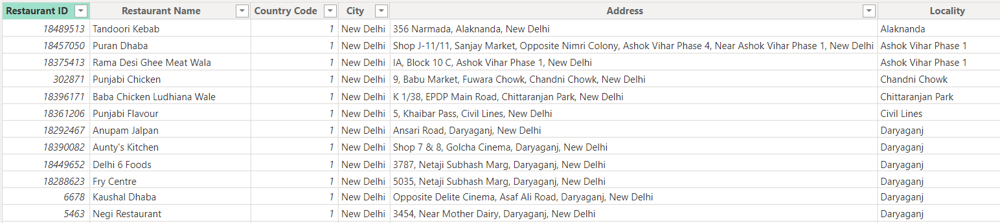 Restaurant ID Restaurant Name Country Code City Address Locality
18489513 Tandoori Kebab 1 New Delhi 356 Narmada, Alaknanda, New Delhi Alaknanda
18457050 Puran Dhaba 1 New Delhi Shop J-11/11, Sanjay Market, Opposite Nimri Colony, Ashok Vihar Phase 4, Near Ashok Vihar Phase 1, New Delhi Ashok Vihar Phase 1
18375413 Rama Desi Ghee Meat Wala 1 New Delhi IA, Block 10 C, Ashok Vihar Phase 1, New Delhi Ashok Vihar Phase 1
302871 Punjabi Chicken 1 New Delhi 9, Babu Market, Fuwara Chowk, Chandni Chowk, New Delhi Chandni Chowk
18396171 Baba Chicken Ludhiana Wale 1 New Delhi K 1/38, EPDP Main Road, Chittaranjan Park, New Delhi Chittaranjan Park
18361206 Punjabi Flavour 1 New Delhi 5, Khaibar Pass, Civil Lines, New Delhi Civil Lines
18292467 Anupam Jalpan 1 New Delhi Ansari Road, Daryaganj, New Delhi Daryaganj
18390082 Aunty's Kitchen 1 New Delhi Shop 7 & 8, Golcha Cinema, Daryaganj, New Delhi Daryaganj
18449652 Delhi 6 Foods 1 New Delhi 3787, Netaji Subhash Marg, Daryaganj, New Delhi Daryaganj
18288623 Fry Centre 1 New Delhi 5035, Netaji Subhash Marg, Daryaganj, New Delhi Daryaganj
6678 Kaushal Dhaba 1 New Delhi Opposite Delite Cinema, Asaf Ali Road, Daryaganj, New Delhi Daryaganj
5463 Negi Restaurant 1 New Delhi 3454, Near Mother Dairy, Daryaganj, New Delhi Daryaganj